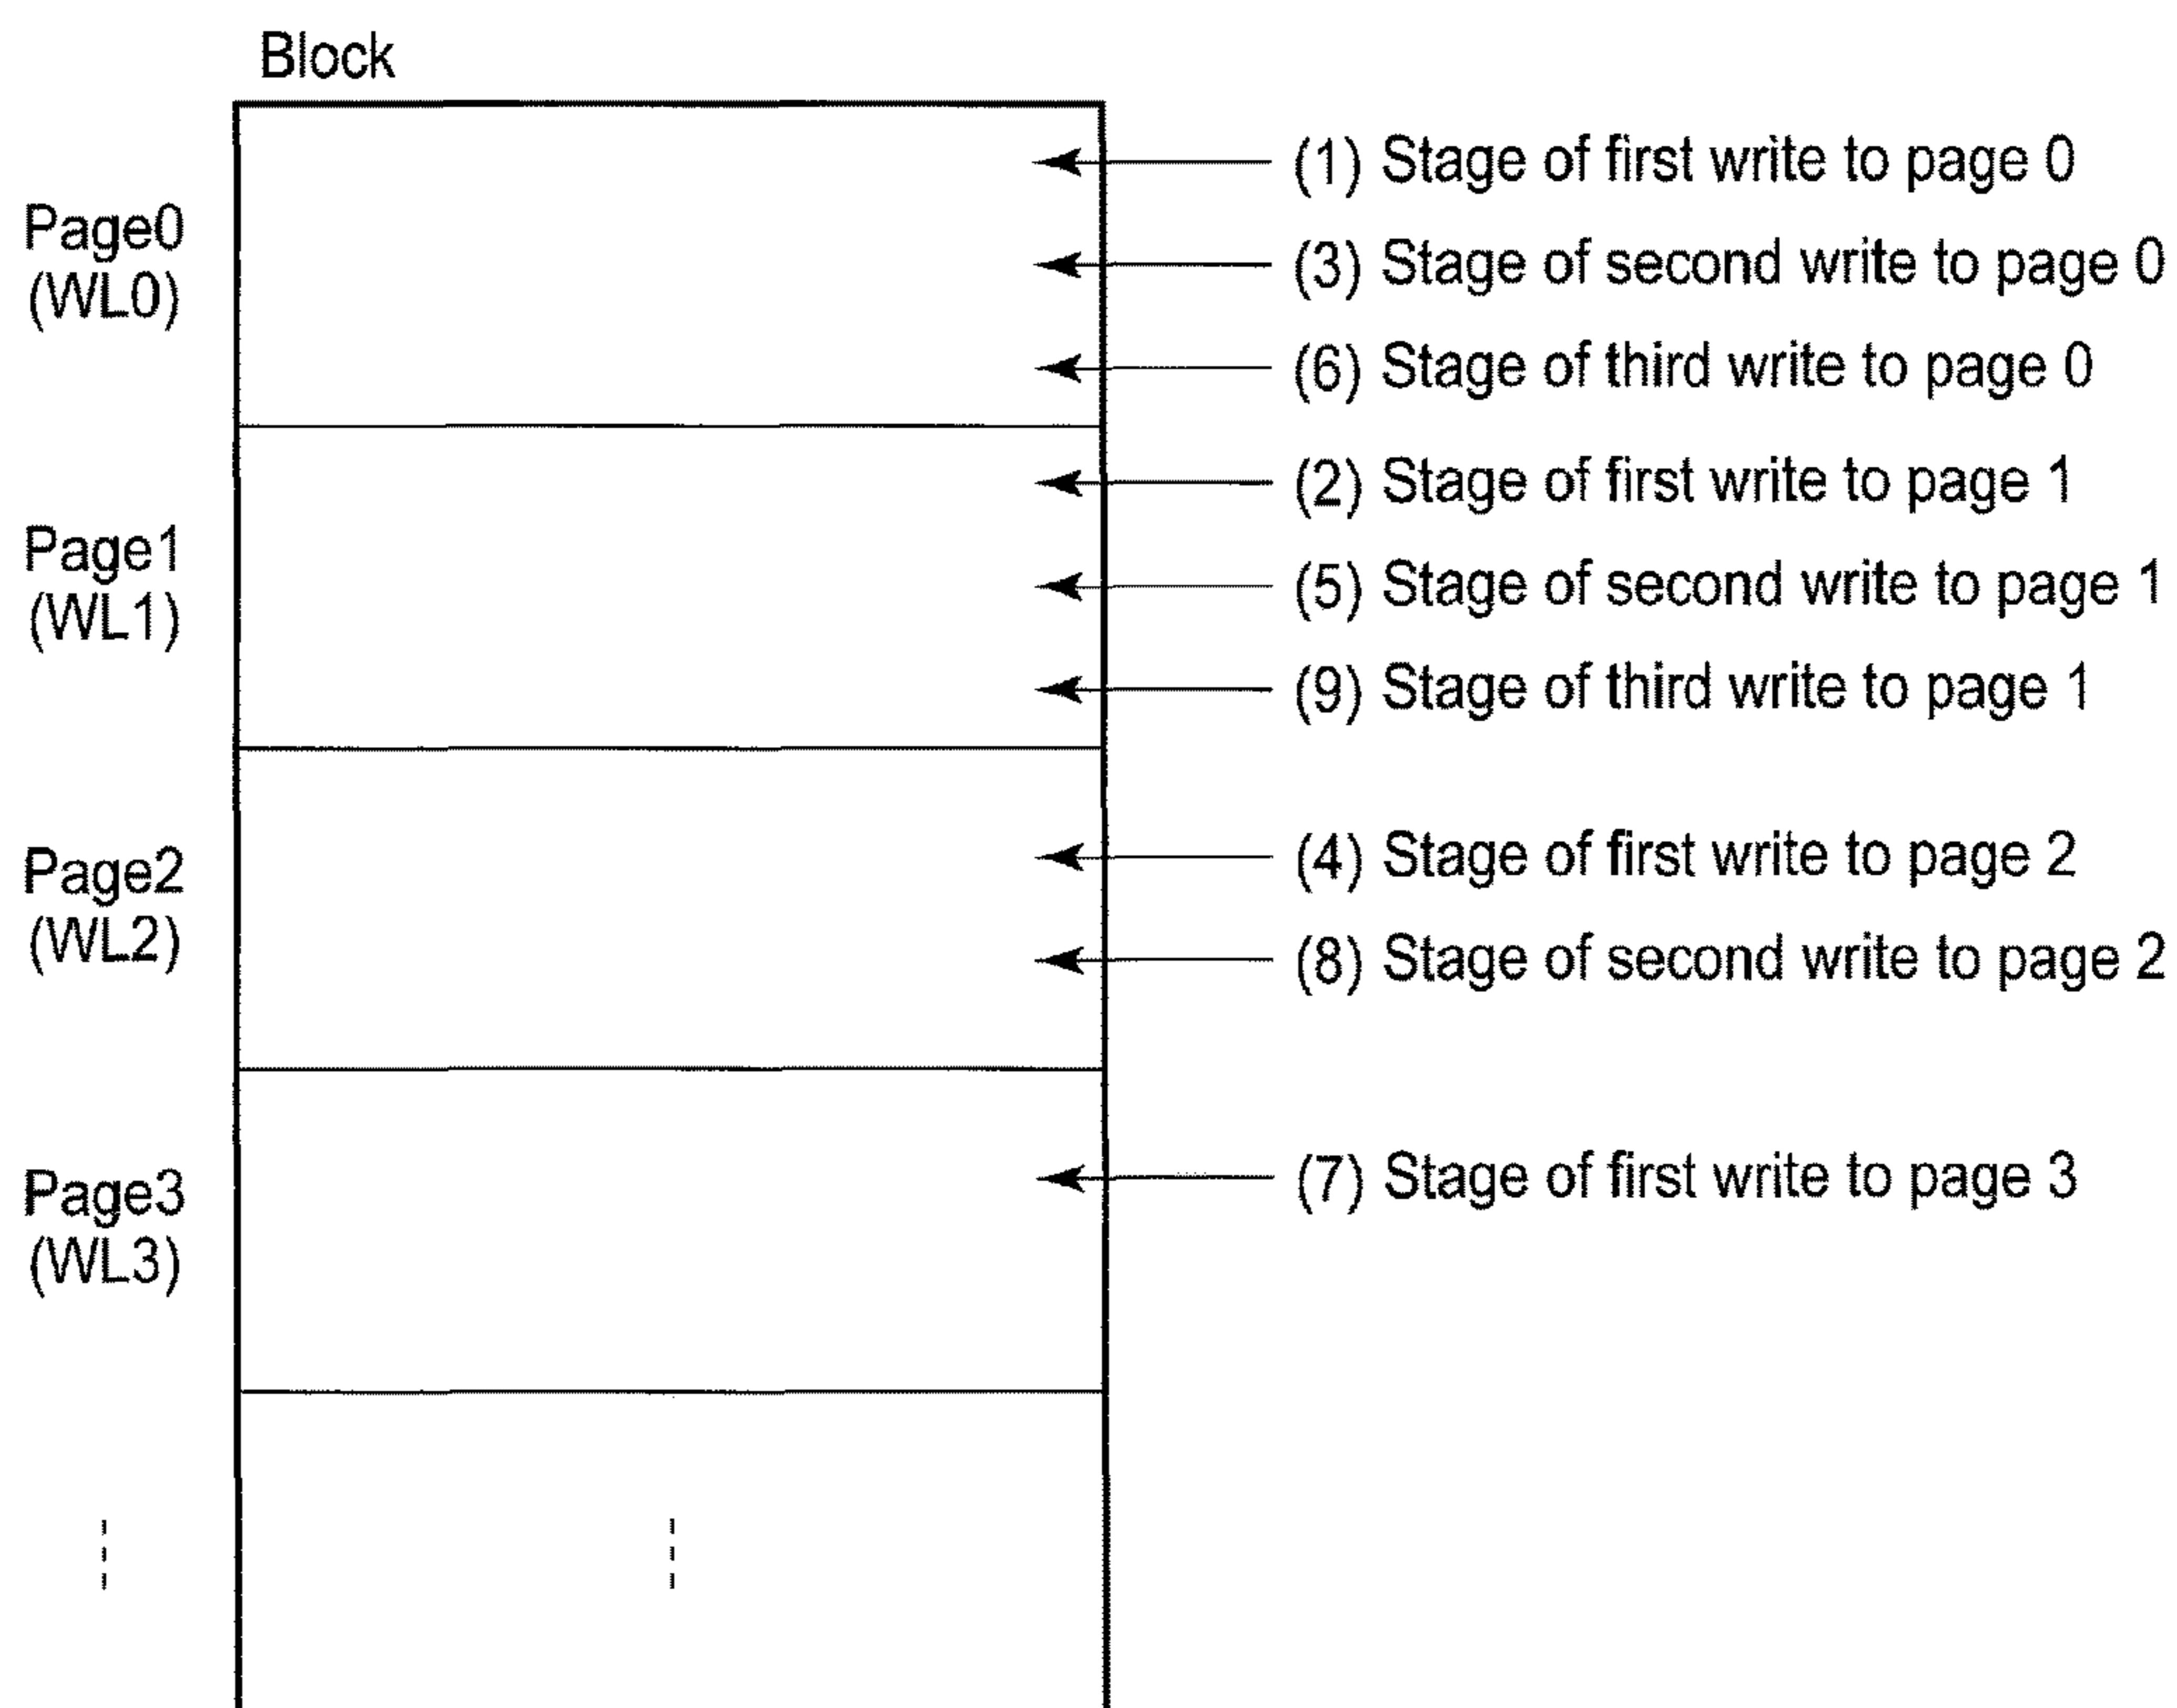 Block
Page0
(WL0)
(1) Stage of first write to page 0
(3) Stage of second write to page 0
(6) Stage of third write to page 0
Page1
(WL1)
(2) Stage of first write to page 1
(5) Stage of second write to page 1
(9) Stage of third write to page 1
Page2
(WL2)
(4) Stage of first write to page 2
(8) Stage of second write to page 2
Page3
(WL3)
(7) Stage of first write to page 3